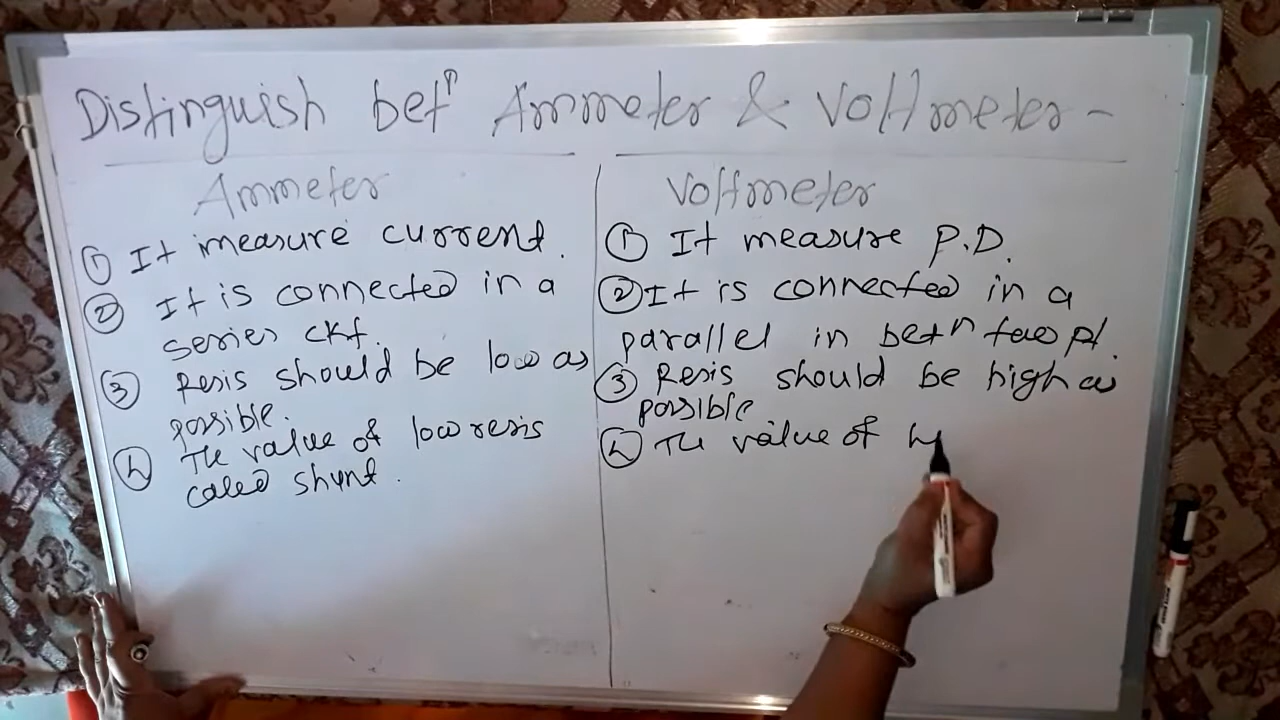 Distinguish betⁿ Ammeter & Voltmeter -
Ammeter
① It measure current.
② It is connected in a
series ckt.
③ Resis should be low as
possible.
④ The value of low resis
called shunt.
Voltmeter
① It measure P.D.
② It is connected in a
parallel in betⁿ two pt.
③ Resis should be high as
possible
④ The value of